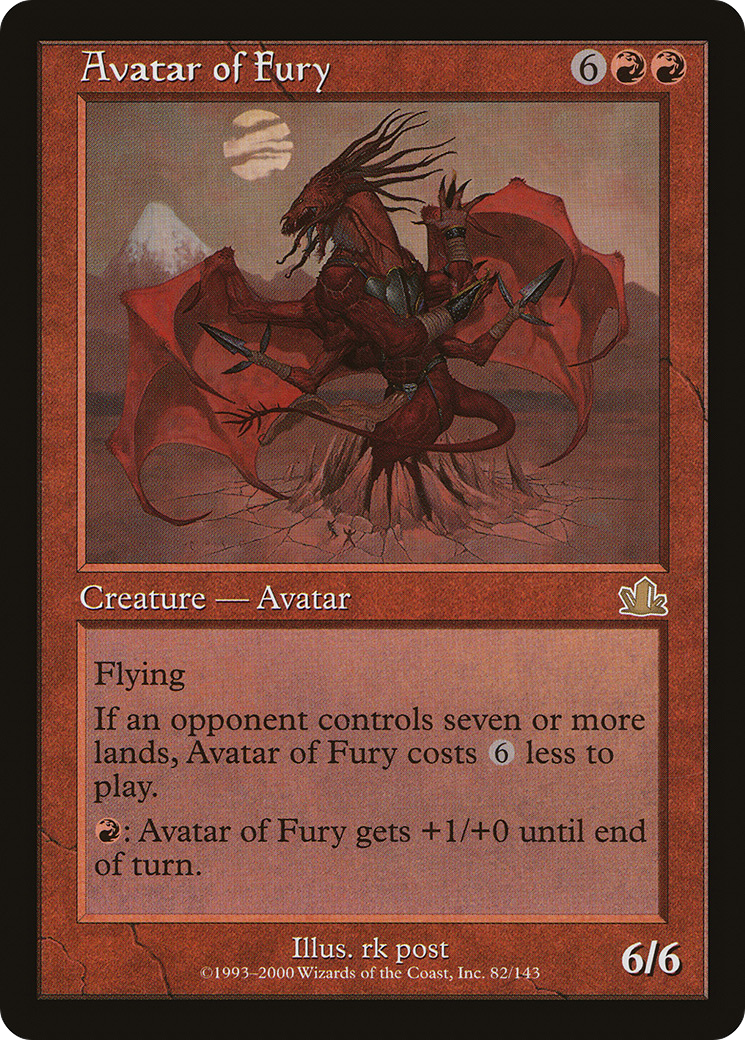 Avatar of Fury 6
Creature — Avatar
Flying
If an opponent controls seven or more
lands, Avatar of Fury costs 6 less to
play.
: Avatar of Fury gets +1/+0 until end
of turn.
Illus. rk post
©1993–2000 Wizards of the Coast, Inc. 82/143
6/6